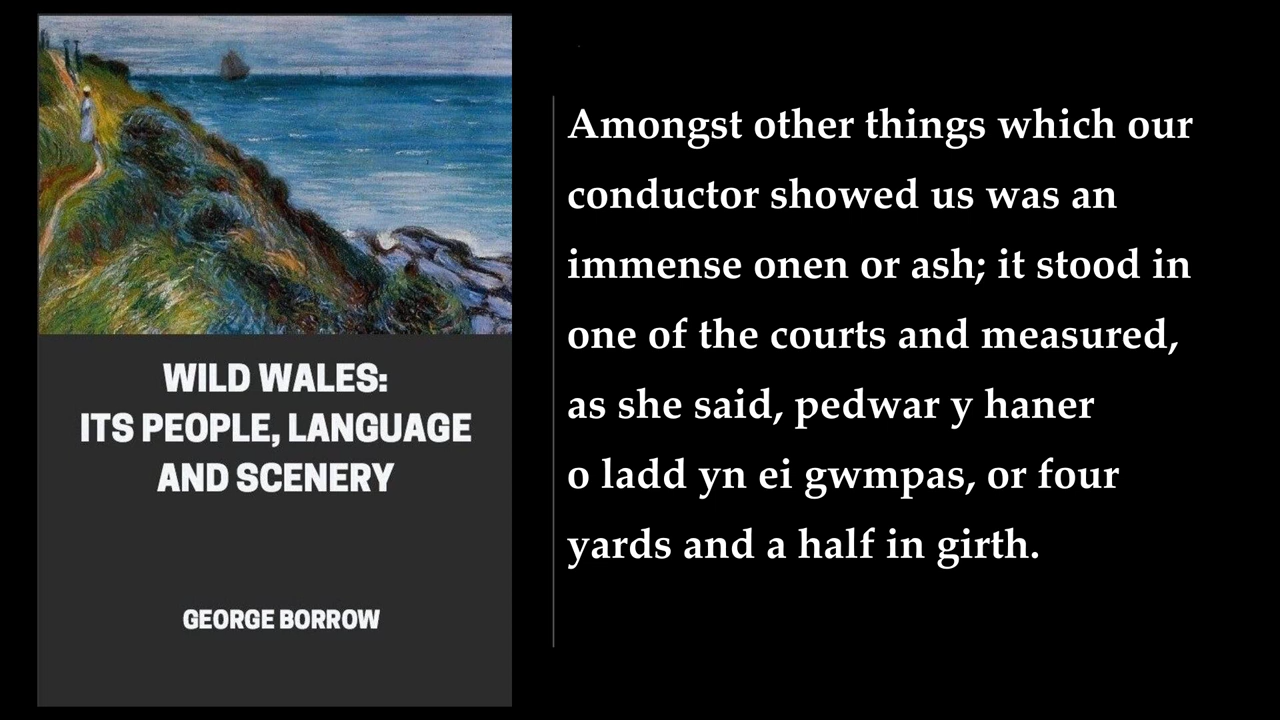 WILD WALES:
ITS PEOPLE, LANGUAGE
AND SCENERY
GEORGE BORROW
Amongst other things which our
conductor showed us was an
immense onen or ash; it stood in
one of the courts and measured,
as she said, pedwar y haner
o ladd yn ei gwmpas, or four
yards and a half in girth.